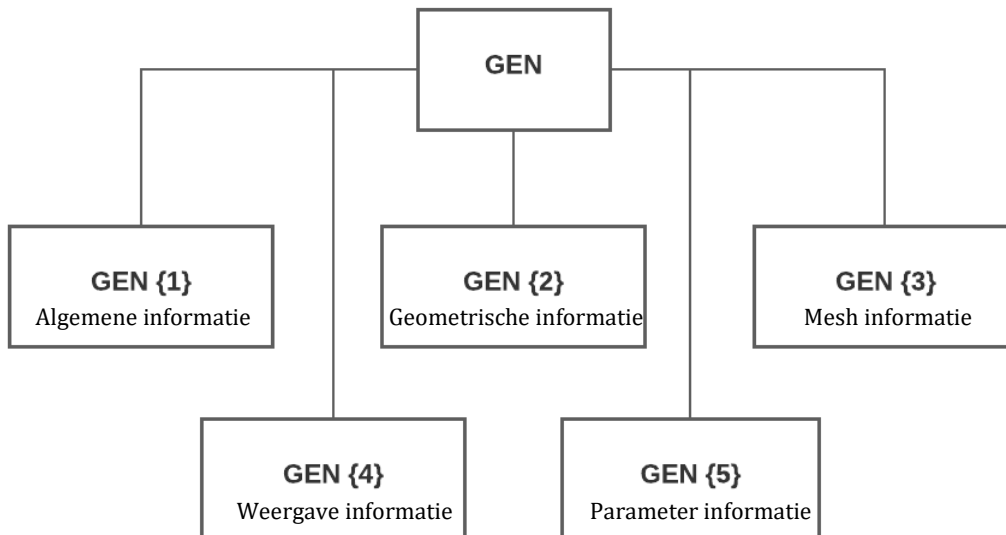 GEN
GEN {1}
Algemene informatie
GEN {2}
Geometrische informatie
GEN {3}
Mesh informatie
GEN {4}
Weergave informatie
GEN {5}
Parameter informatie